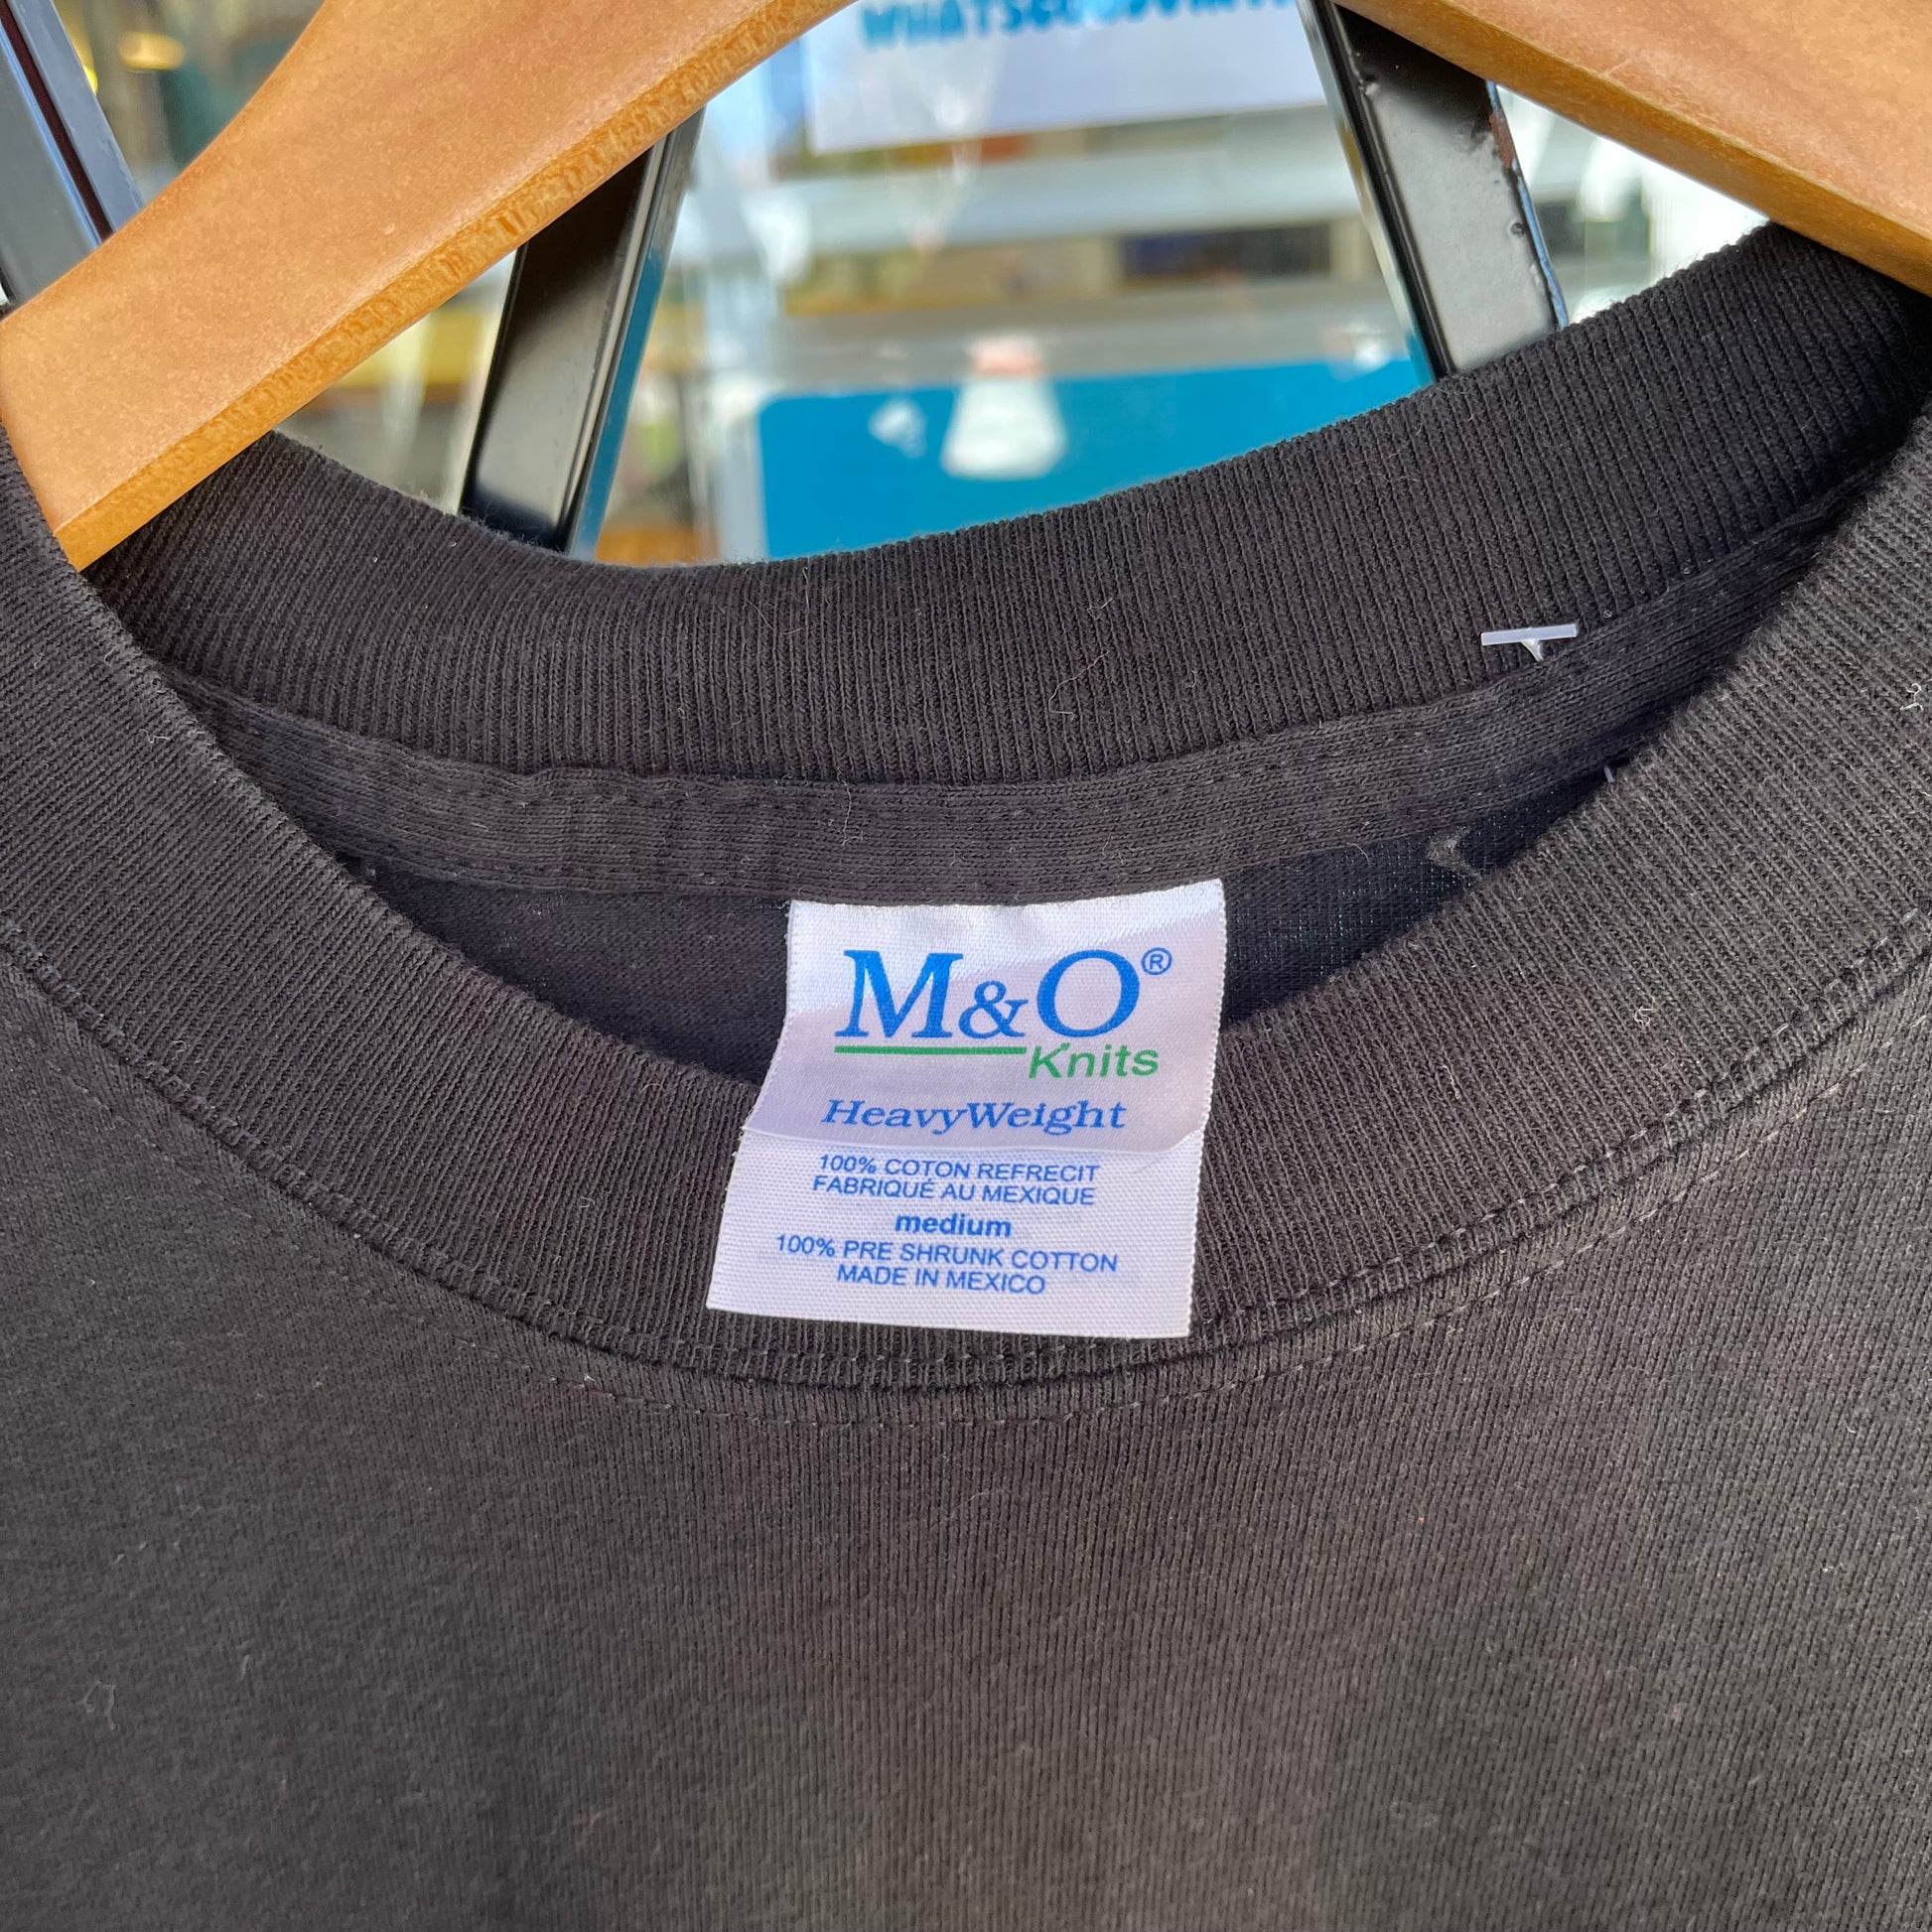 M&O®
Knits
HeavyWeight
100% COTON REFRECIT
FABRIQUÉ AU MEXIQUE
medium
100% PRE SHRUNK COTTON
MADE IN MEXICO